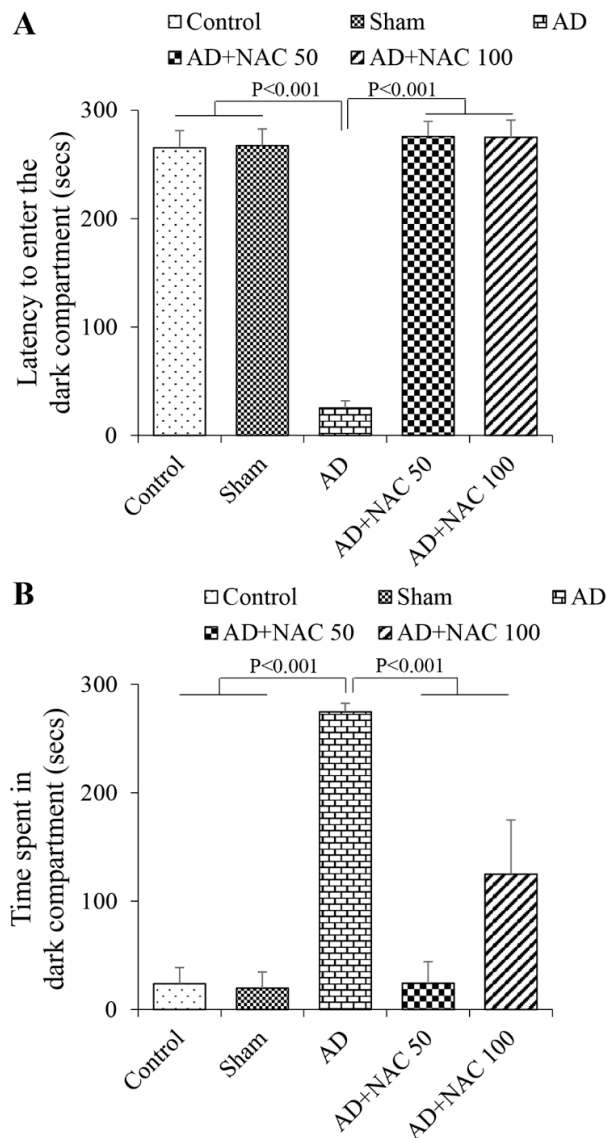 A
Control Sham AD
AD+NAC 50 AD+NAC 100
P<0.001 P<0.001
Latency to enter the
dark compartment (secs)
300
200
100
0
Control Sham AD AD+NAC 50 AD+NAC 100
B
Control Sham AD
AD+NAC 50 AD+NAC 100
P<0.001 P<0.001
Time spent in
dark compartment (secs)
300
200
100
0
Control Sham AD AD+NAC 50 AD+NAC 100